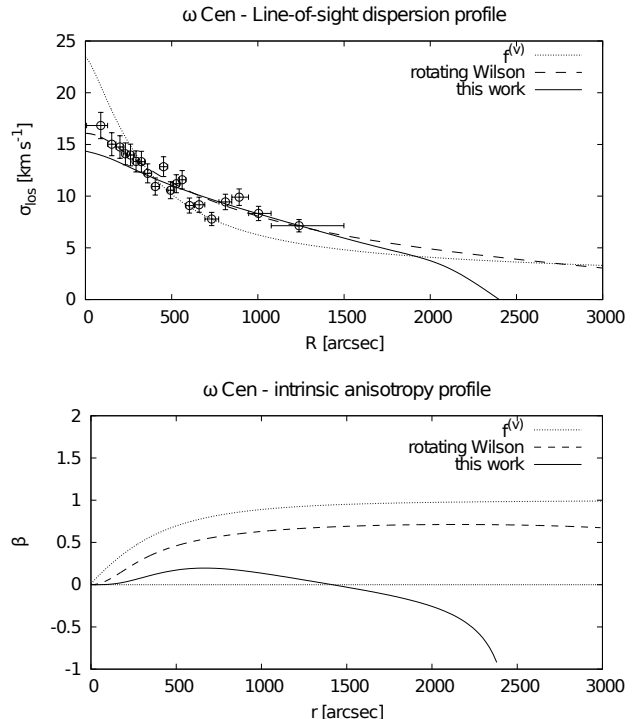 ω Cen - Line-of-sight dispersion profile
25
20
15
10
5
0
σlos [km s-1]
f(ν)
rotating Wilson
this work
0 500 1000 1500 2000 2500 3000
R [arcsec]
ω Cen - intrinsic anisotropy profile
2
1.5
1
0.5
0
-0.5
-1
β
f(ν)
rotating Wilson
this work
0 500 1000 1500 2000 2500 3000
r [arcsec]